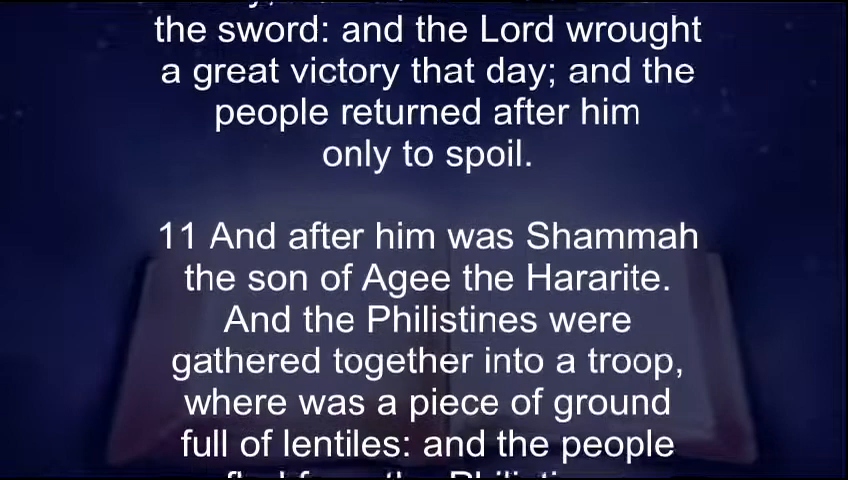 the sword: and the Lord wrought
a great victory that day; and the
people returned after him
only to spoil.
11 And after him was Shammah
the son of Agee the Hararite.
And the Philistines were
gathered together into a troop,
where was a piece of ground
full of lentiles: and the people